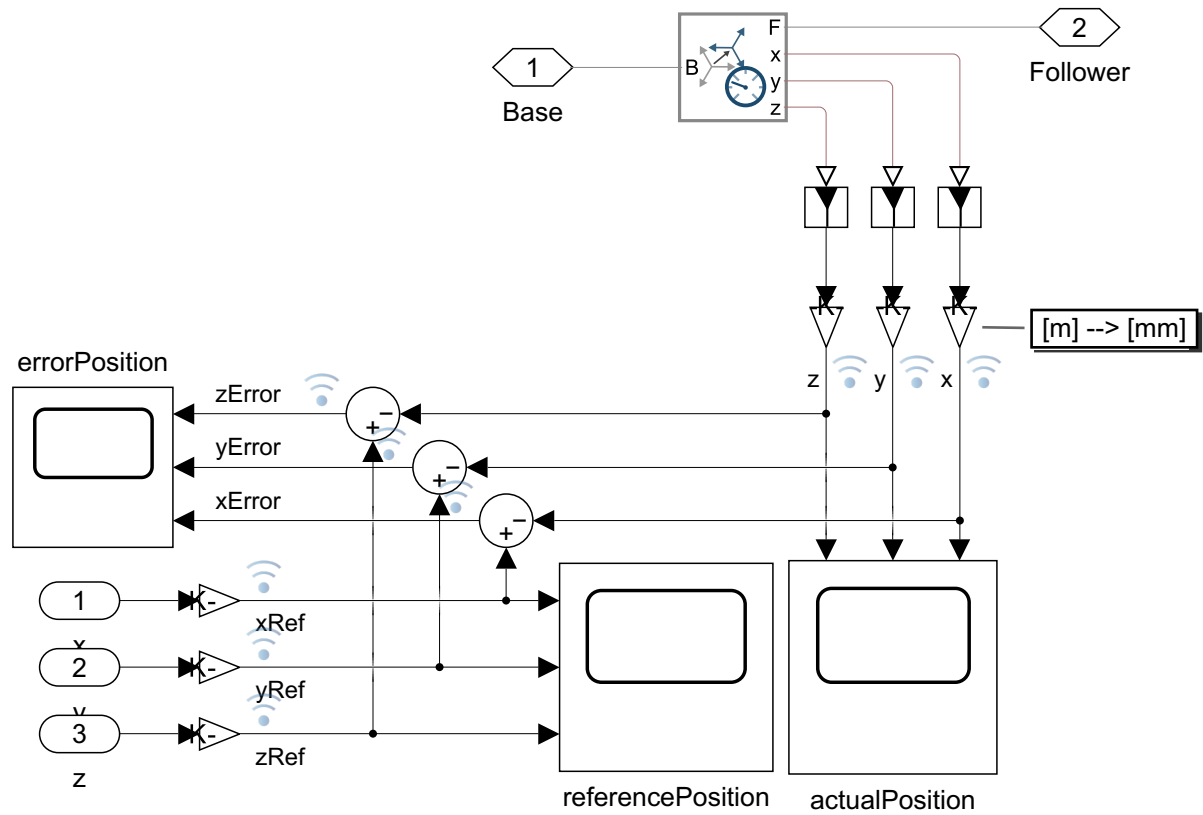 F
2
x
1
B
y
Follower
z
Base
[m] --> [mm]
errorPosition
z
y
x
zError
−
+
yError
−
+
xError
−
+
1
K-
xRef
x
2
K-
yRef
y
3
K-
zRef
z
referencePosition
actualPosition